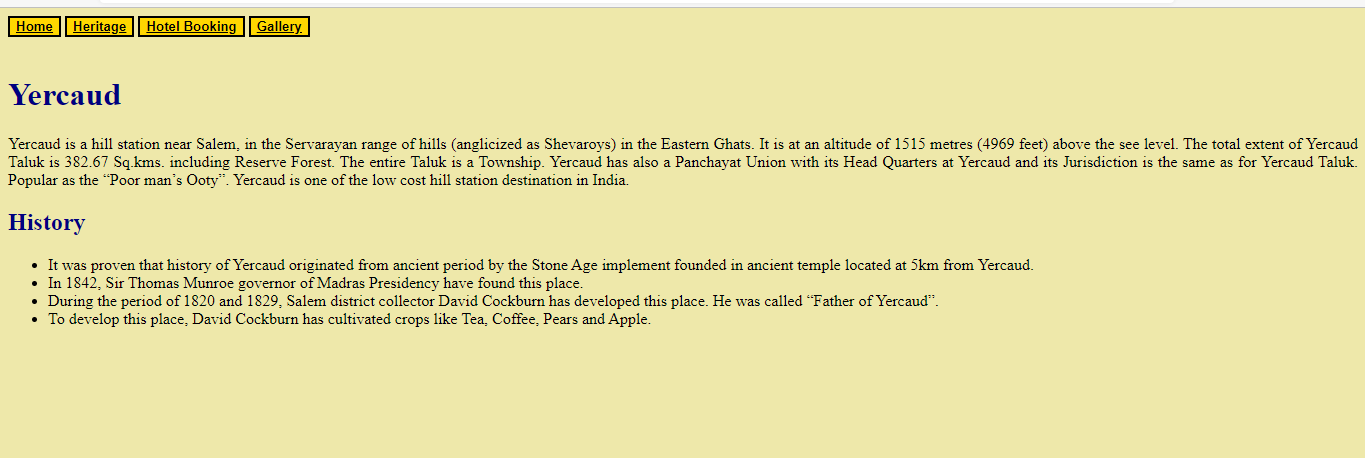 Home Heritage Hotel Booking Gallery
Yercaud
Yercaud is a hill station near Salem, in the Servarayan range of hills (anglicized as Shevaroys) in the Eastern Ghats. It is at an altitude of 1515 metres (4969 feet) above the see level. The total extent of Yercaud
Taluk is 382.67 Sq.kms. including Reserve Forest. The entire Taluk is a Township. Yercaud has also a Panchayat Union with its Head Quarters at Yercaud and its Jurisdiction is the same as for Yercaud Taluk.
Popular as the “Poor man’s Ooty”. Yercaud is one of the low cost hill station destination in India.
History
• It was proven that history of Yercaud originated from ancient period by the Stone Age implement founded in ancient temple located at 5km from Yercaud.
• In 1842, Sir Thomas Munroe governor of Madras Presidency have found this place.
• During the period of 1820 and 1829, Salem district collector David Cockburn has developed this place. He was called “Father of Yercaud”.
• To develop this place, David Cockburn has cultivated crops like Tea, Coffee, Pears and Apple.